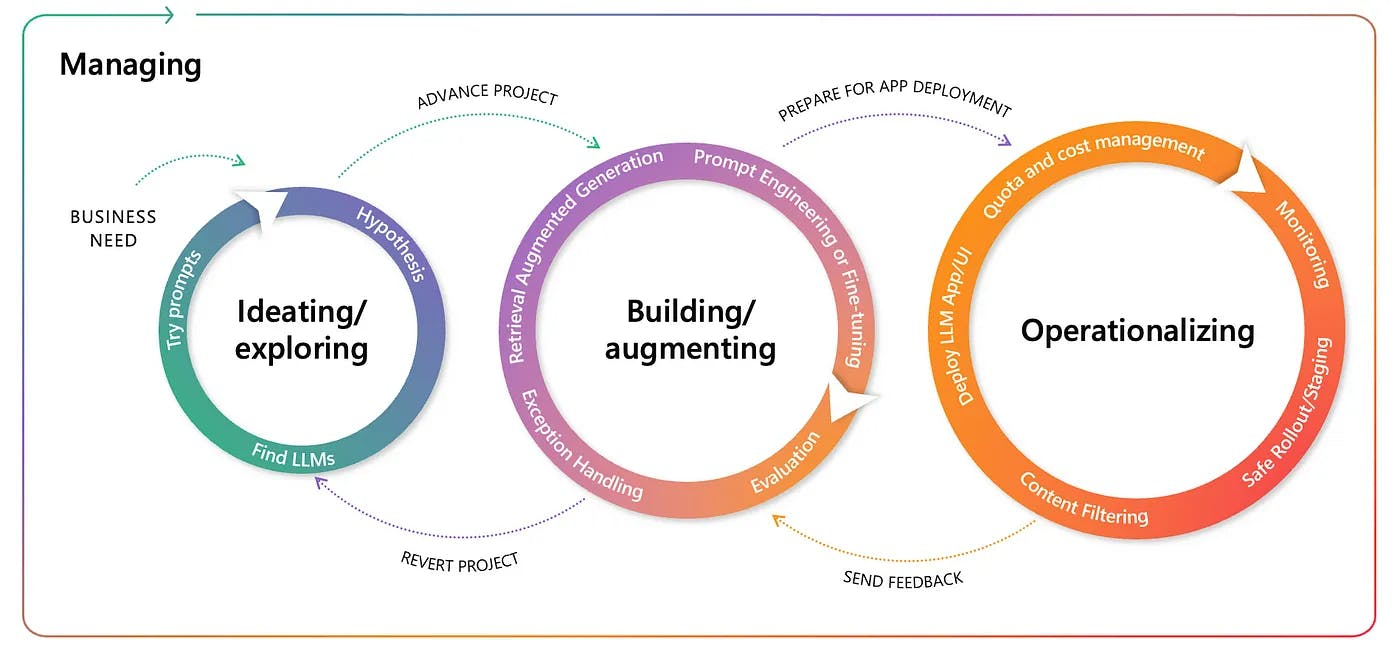 Managing
ADVANCE PROJECT
PREPARE FOR APP DEPLOYMENT
BUSINESS
NEED
Try prompts
Hypothesis
Find LLMs
Ideating/
exploring
Retrieval Augmented Generation
Prompt Engineering or Fine-tuning
Exception Handling
Evaluation
Building/
augmenting
Quota and cost management
Monitoring
Deploy LLM App/UI
Safe Rollout/Staging
Content Filtering
Operationalizing
REVERT PROJECT
SEND FEEDBACK